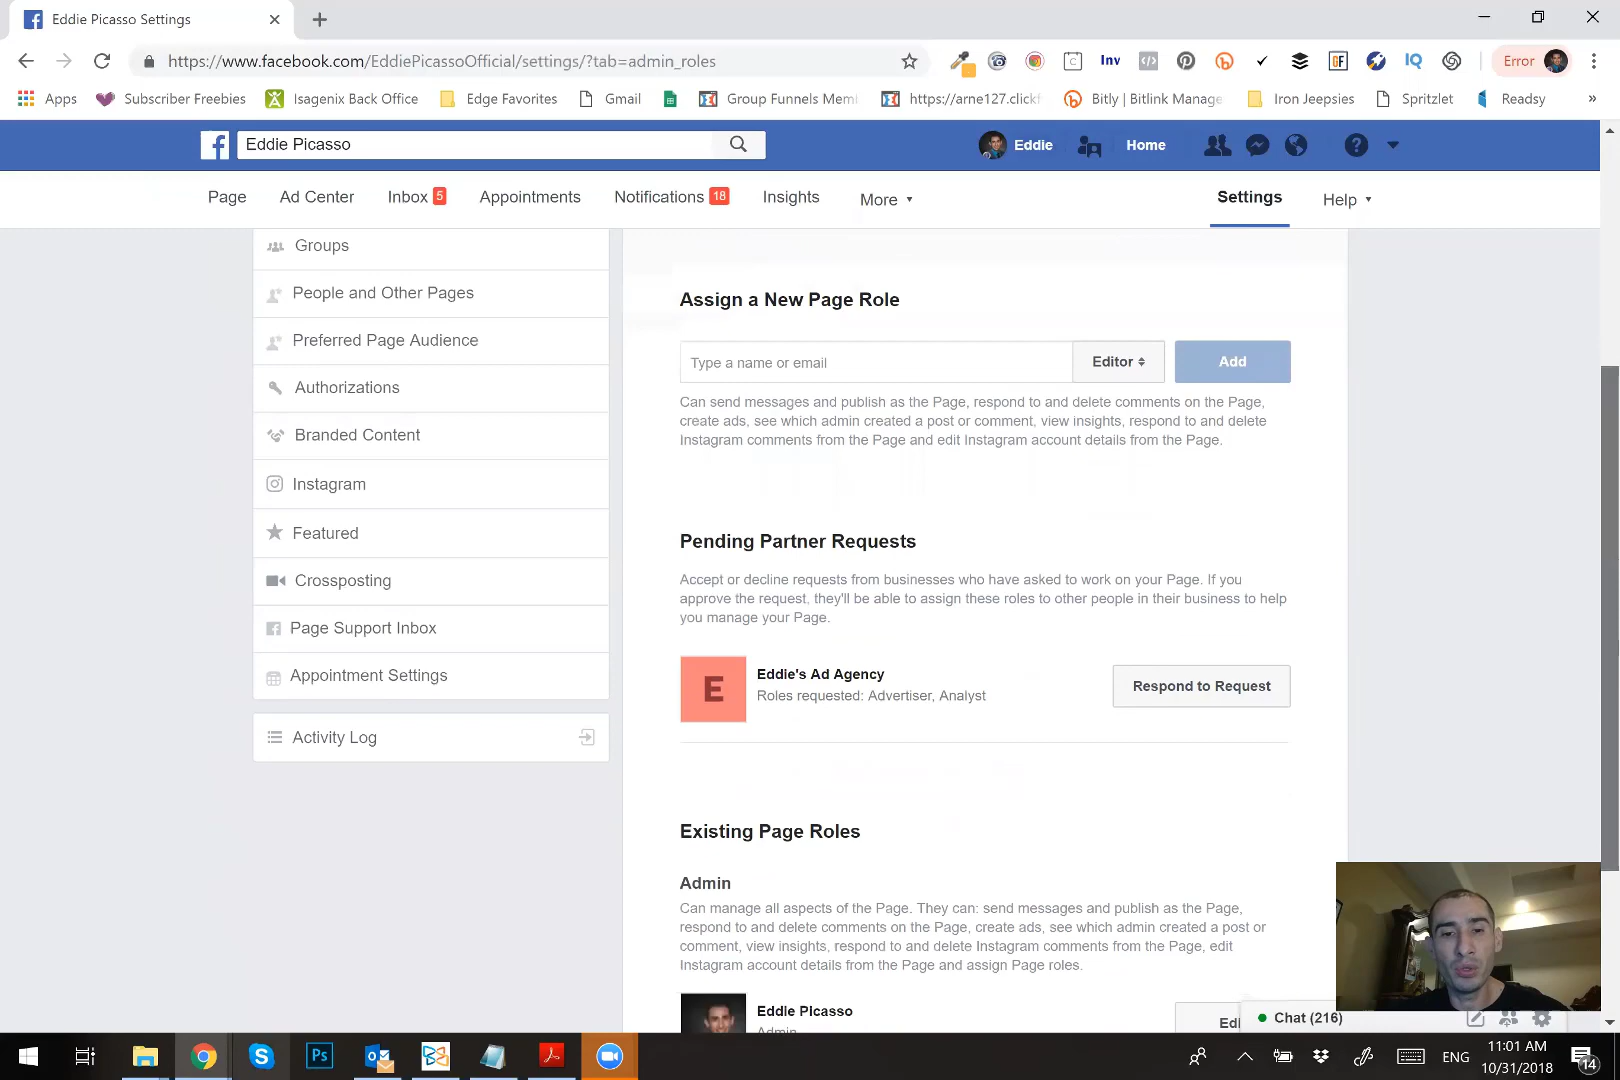 Eddie Picasso Settings
https://www.facebook.com/EddiePicassoOfficial/settings/?tab=admin_roles
Inv
QF
IQ
Error
Apps
Subscriber Freebies
Isagenix Back Office
Edge Favorites
Gmail
Group Funnels Mem
https://arne127.clickf
Bitly | Bitlink Manage
Iron Jeepsies
Spritzlet
Readsy
»
Eddie Picasso
Eddie
Home
Page
Ad Center
Inbox 5
Appointments
Notifications 18
Insights
More
Settings
Help
Groups
People and Other Pages
Preferred Page Audience
Authorizations
Branded Content
Instagram
Featured
Crossposting
Page Support Inbox
Appointment Settings
Activity Log
Assign a New Page Role
Type a name or email
Editor
Add
Can send messages and publish as the Page, respond to and delete comments on the Page,
create ads, see which admin created a post or comment, view insights, respond to and delete
Instagram comments from the Page and edit Instagram account details from the Page.
Pending Partner Requests
Accept or decline requests from businesses who have asked to work on your Page. If you
approve the request, they'll be able to assign these roles to other people in their business to help
you manage your Page.
E
Eddie's Ad Agency
Roles requested: Advertiser, Analyst
Respond to Request
Existing Page Roles
Admin
Can manage all aspects of the Page. They can: send messages and publish as the Page,
respond to and delete comments on the Page, create ads, see which admin created a post or
comment, view insights, respond to and delete Instagram comments from the Page, edit
Instagram account details from the Page and assign Page roles.
Eddie Picasso
Admin
Edi
Chat (216)
Ps
ENG
11:01 AM
10/31/2018
14